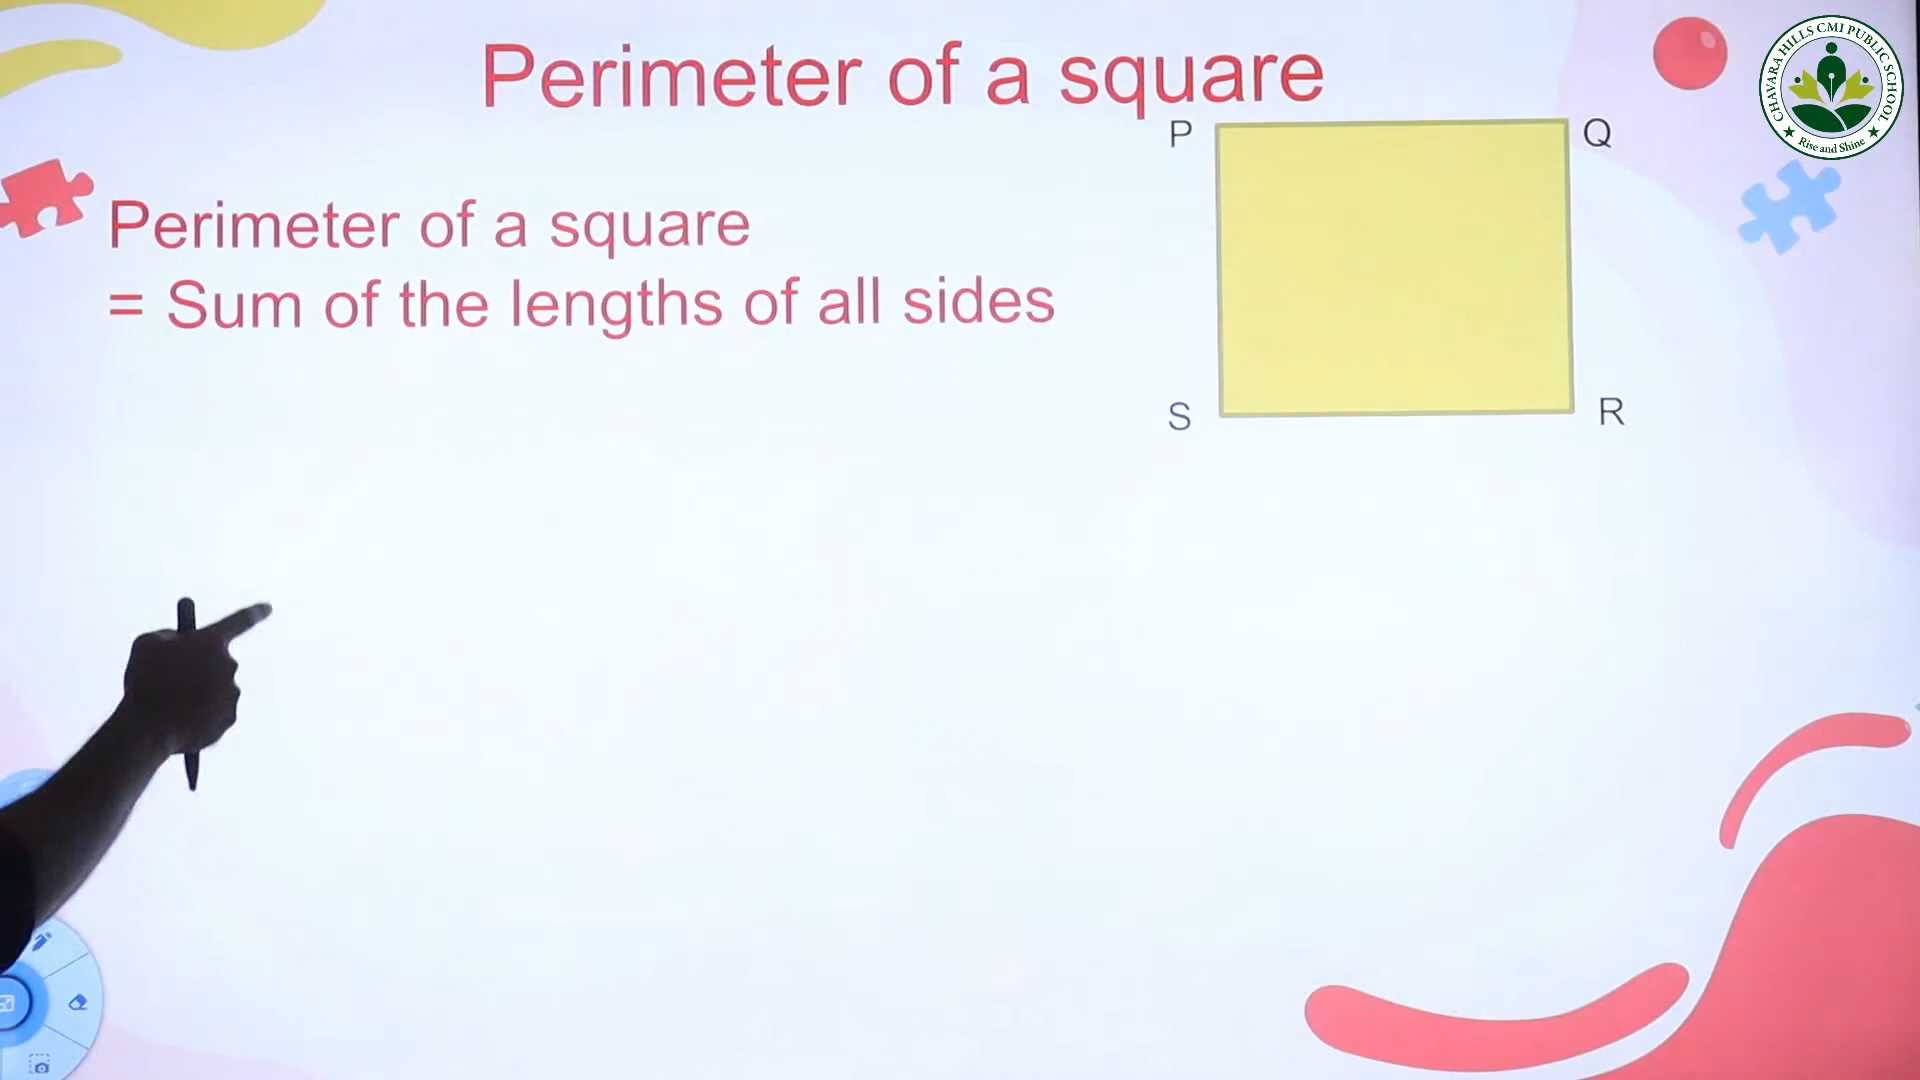 Perimeter of a square
P
Q
Perimeter of a square
= Sum of the lengths of all sides
S
R
CHAVARA HILLS CMI PUBLIC SCHOOL
Rise and Shine